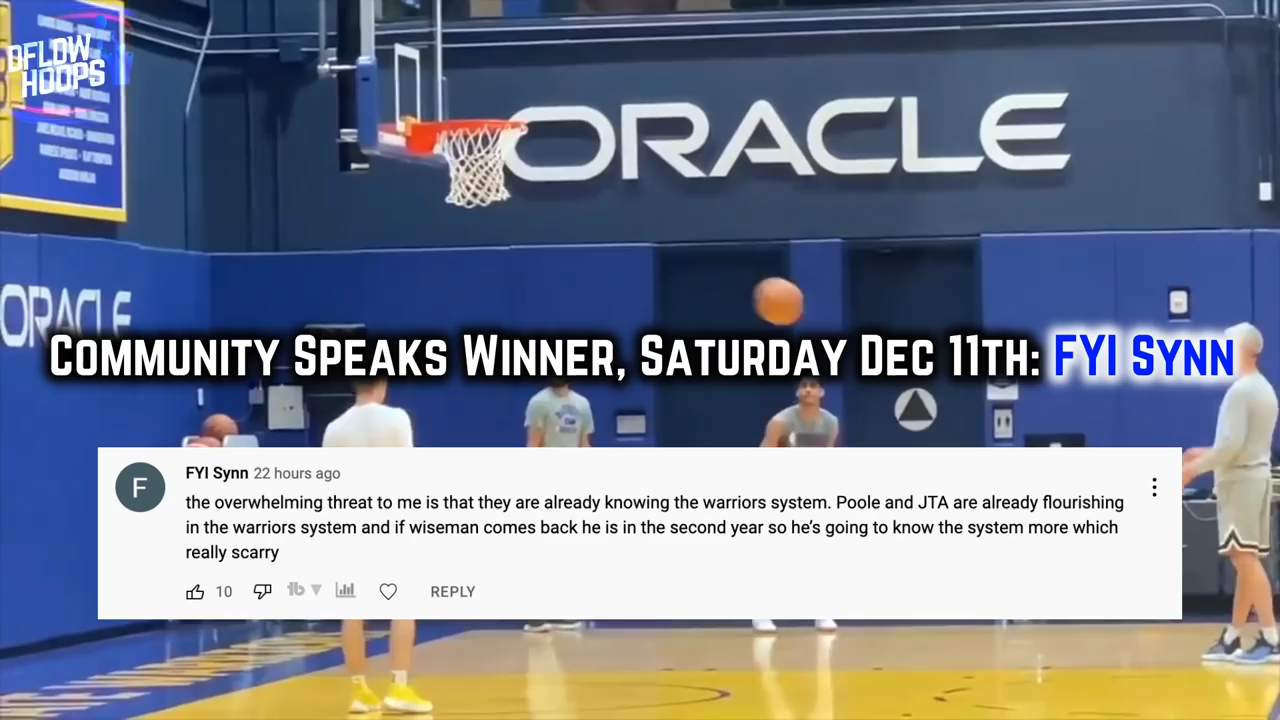 DFLOW
HOOPS
ORACLE
ORACLE
Community Speaks Winner, Saturday Dec 11th: FYI Synn
F
FYI Synn 22 hours ago
the overwhelming threat to me is that they are already knowing the warriors system. Poole and JTA are already flourishing
in the warriors system and if wiseman comes back he is in the second year so he's going to know the system more which
really scarry
10
REPLY